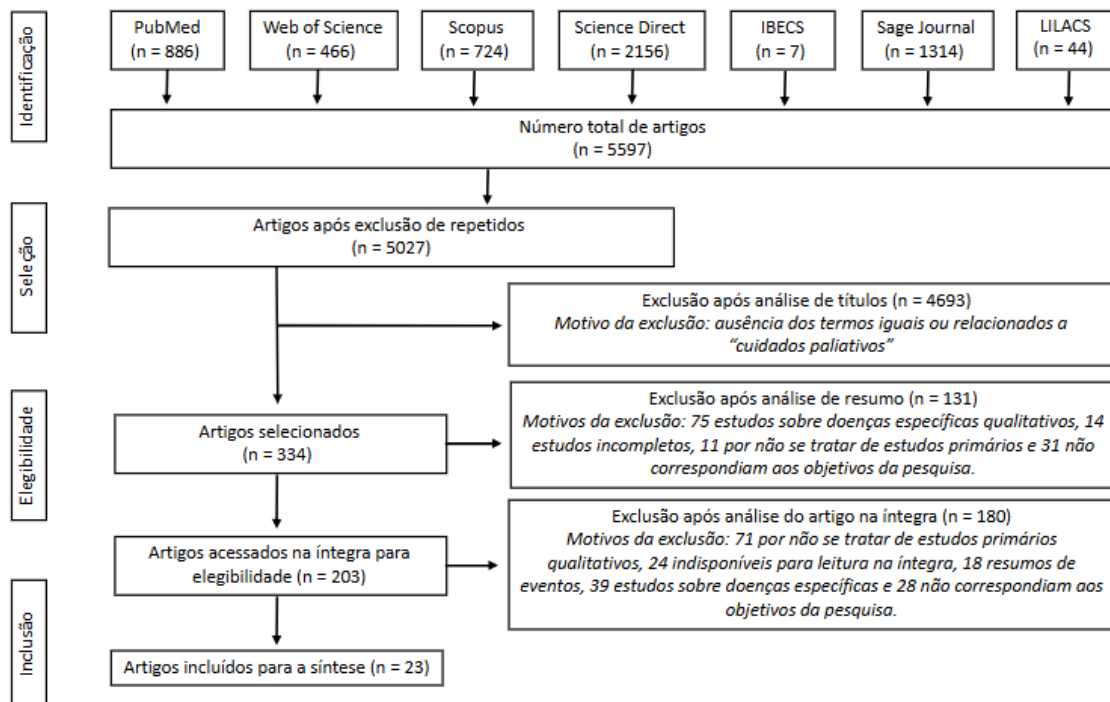 Identificação
PubMed
(n = 886)
Web of Science
(n = 466)
Scopus
(n = 724)
Science Direct
(n = 2156)
IBECS
(n = 7)
Sage Journal
(n = 1314)
LILACS
(n = 44)
Número total de artigos
(n = 5597)
Seleção
Artigos após exclusão de repetidos
(n = 5027)
Exclusão após análise de títulos (n = 4693)
Motivo da exclusão: ausência dos termos iguais ou relacionados a
“cuidados paliativos”
Elegibilidade
Artigos selecionados
(n = 334)
Exclusão após análise de resumo (n = 131)
Motivos da exclusão: 75 estudos sobre doenças específicas qualitativos, 14
estudos incompletos, 11 por não se tratar de estudos primários e 31 não
correspondiam aos objetivos da pesquisa.
Artigos acessados na íntegra para
elegibilidade (n = 203)
Exclusão após análise do artigo na íntegra (n = 180)
Motivos da exclusão: 71 por não se tratar de estudos primários
qualitativos, 24 indisponíveis para leitura na íntegra, 18 resumos de
eventos, 39 estudos sobre doenças específicas e 28 não correspondiam aos
objetivos da pesquisa.
Inclusão
Artigos incluídos para a síntese (n = 23)